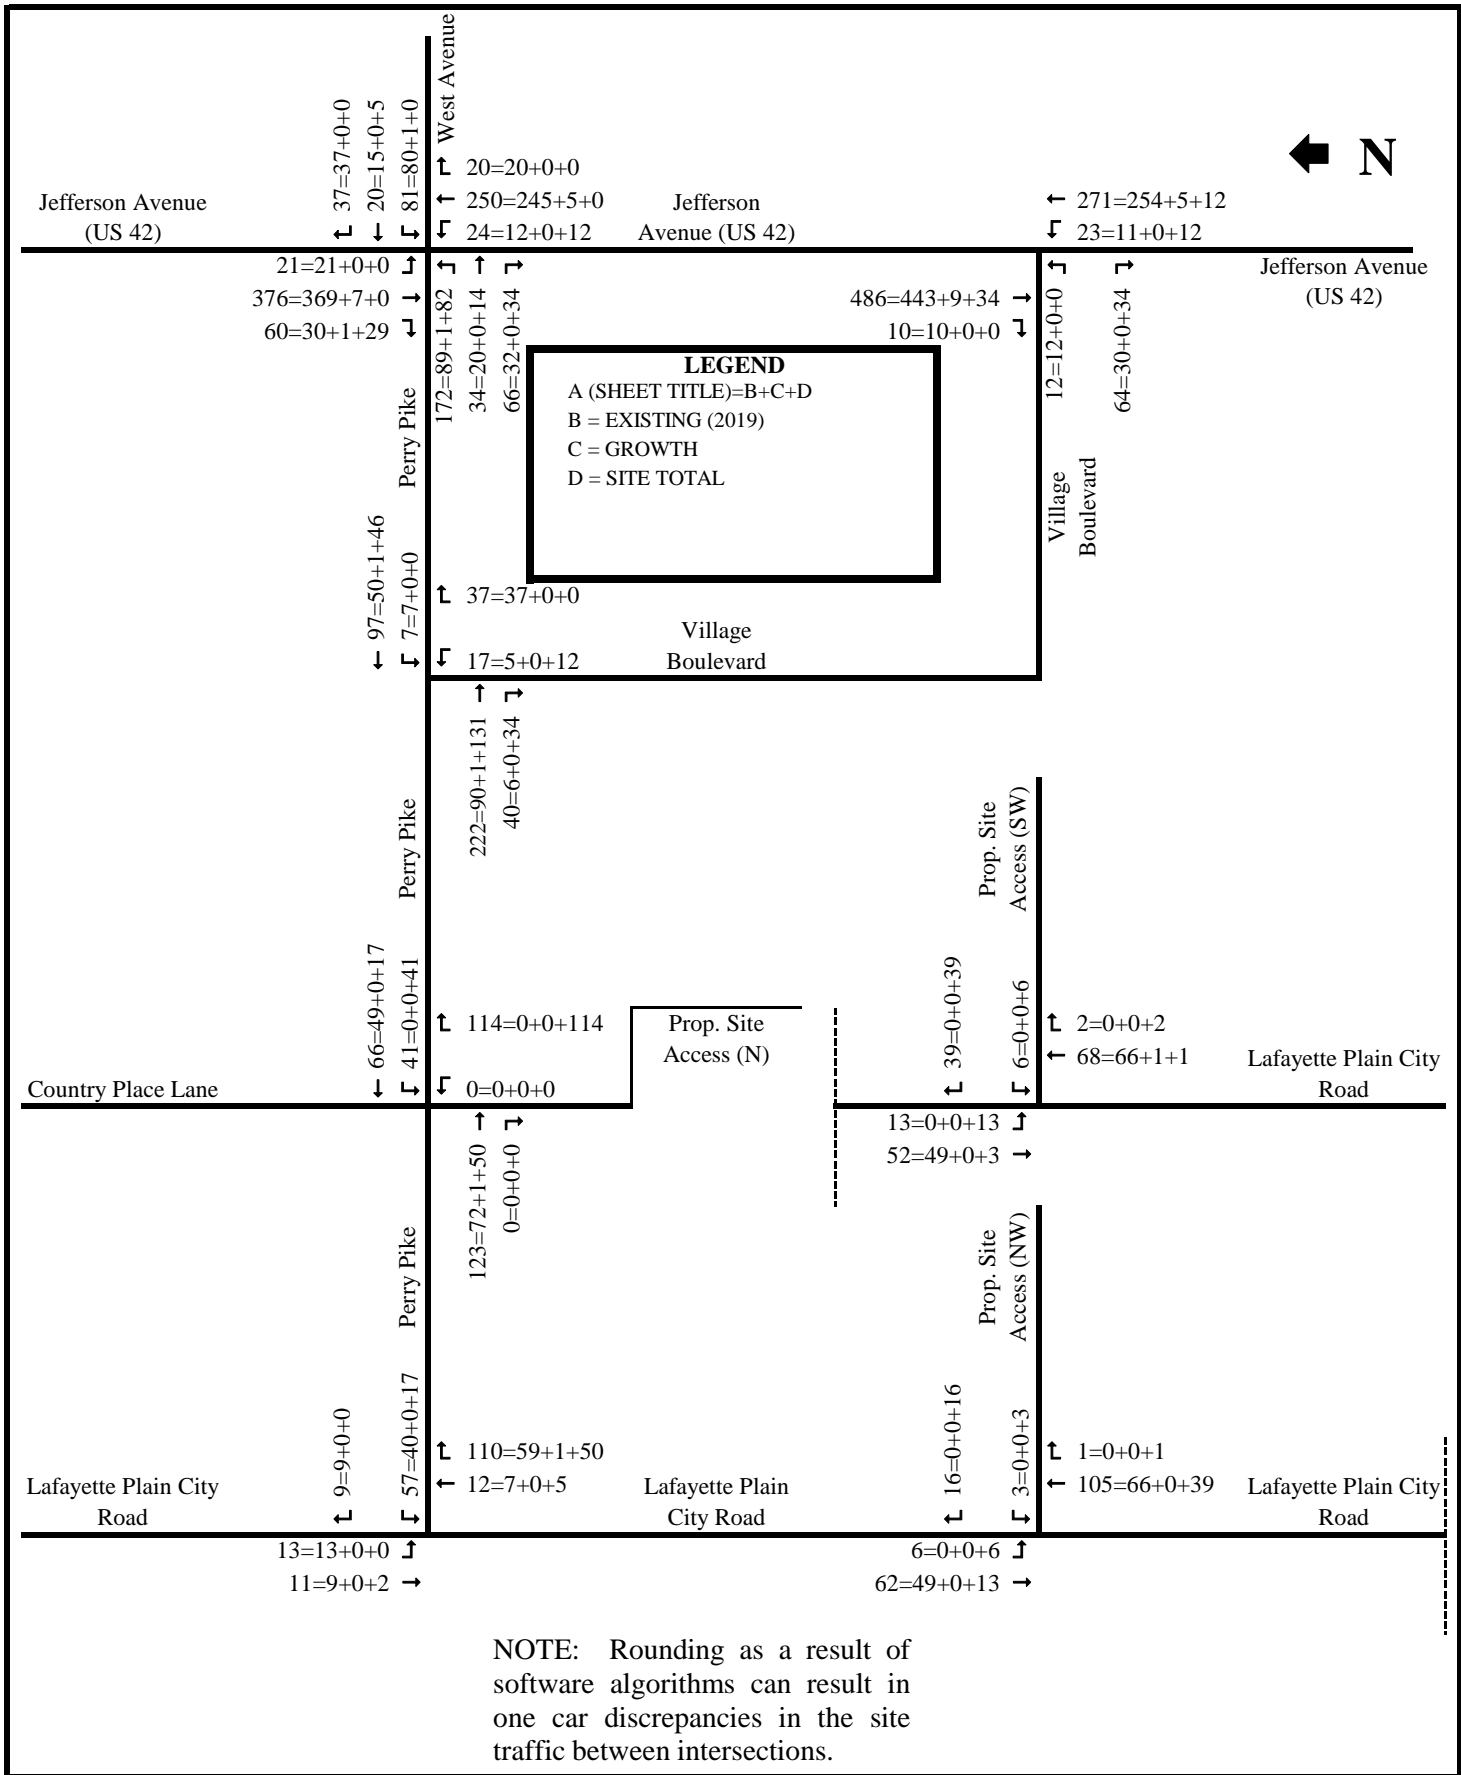 West Avenue
37=37+0+0
20=15+0+5
81=80+1+0
N
20=20+0+0
250=245+5+0
24=12+0+12
Jefferson Avenue
(US 42)
Jefferson
Avenue (US 42)
271=254+5+12
23=11+0+12
21=21+0+0
376=369+7+0
60=30+1+29
172=89+1+82
34=20+0+14
66=32+0+34
486=443+9+34
10=10+0+0
12=12+0+0
64=30+0+34
Jefferson Avenue
(US 42)
LEGEND
A (SHEET TITLE)=B+C+D
B = EXISTING (2019)
C = GROWTH
D = SITE TOTAL
Perry Pike
Village
Boulevard
97=50+1+46
7=7+0+0
37=37+0+0
17=5+0+12
Village
Boulevard
222=90+1+131
40=6+0+34
Perry Pike
Prop. Site
Access (SW)
66=49+0+17
41=0+0+41
114=0+0+114
0=0+0+0
Prop. Site
Access (N)
39=0+0+39
6=0+0+6
2=0+0+2
68=66+1+1
Lafayette Plain City
Road
Country Place Lane
123=72+1+50
0=0+0+0
13=0+0+13
52=49+0+3
Perry Pike
Prop. Site
Access (NW)
9=9+0+0
57=40+0+17
110=59+1+50
12=7+0+5
Lafayette Plain City
Road
Lafayette Plain
City Road
16=0+0+16
3=0+0+3
1=0+0+1
105=66+0+39
Lafayette Plain City
Road
13=13+0+0
11=9+0+2
6=0+0+6
62=49+0+13
NOTE: Rounding as a result of
software algorithms can result in
one car discrepancies in the site
traffic between intersections.